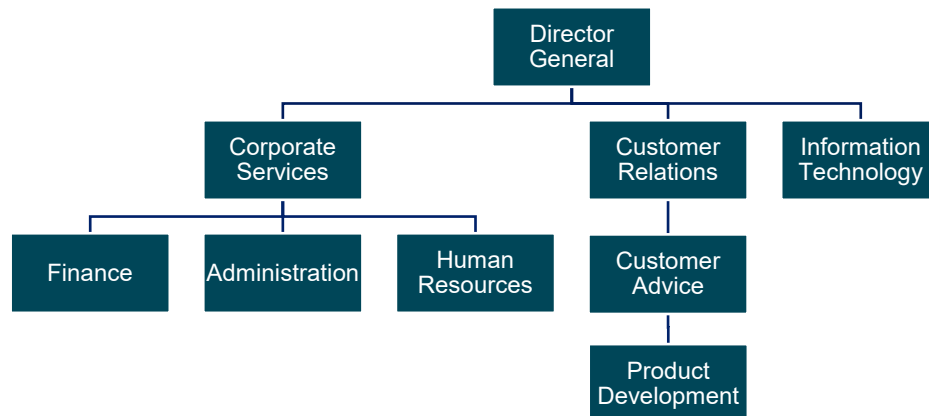 Director
General
Corporate
Services
Customer
Relations
Information
Technology
Finance
Administration
Human
Resources
Customer
Advice
Product
Development